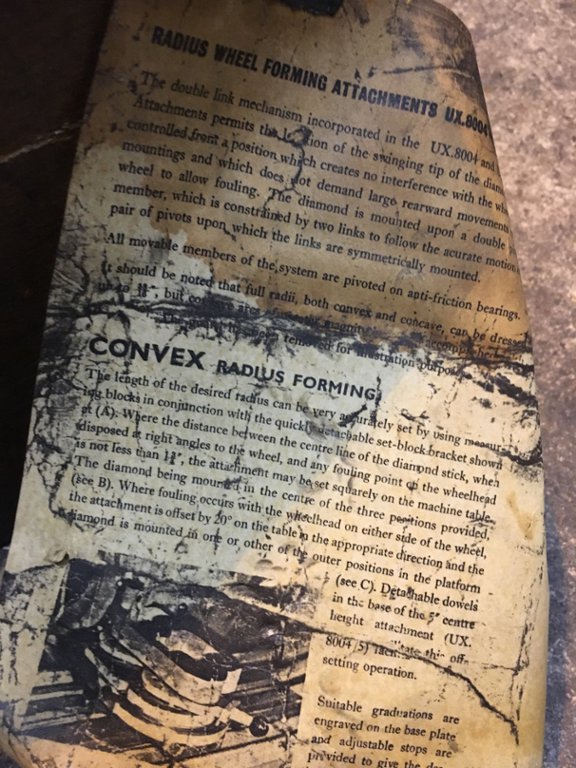 RADIUS WHEEL FORMING ATTACHMENTS UX.8004
The double link mechanism incorporated in the UX.8004 and
Attachments permits the of the swinging tip of the
controlled from a position which creates no interference with the
mountings and which does not demand large rearward movements
wheel to allow fouling. The diamond is mounted upon a double
member, which is constrained by two links to follow the acurate motion
pair of pivots upon which the links are symmetrically mounted.
All movable members of the system are pivoted on anti-friction bearings.
It should be noted that full radii, both convex and concave, can be dressed
up to but
removed for illustration
CONVEX RADIUS FORMING
The length of the desired radius can be very accurately set by using
ing blocks in conjunction with the quickly detachable set-block bracket shown
at (A). Where the distance between the centre line of the diamond stick, when
disposed at right angles to the wheel, and any fouling point on the wheelhead
is not less than the attachment may be set squarely on the machine table.
The diamond being mounted in the centre of the three positions provided,
(see B). Where fouling occurs with the wheelhead on either side of the wheel,
the attachment is offset by 20° on the table in the appropriate direction and the
diamond is mounted in one or other of the outer positions in the platform
(see C). Detachable dowels
in the base of the 5" centre
height attachment (UX.
8004/5) this off-
setting operation.
Suitable graduations are
engraved on the base plate
and adjustable stops are
provided to give the